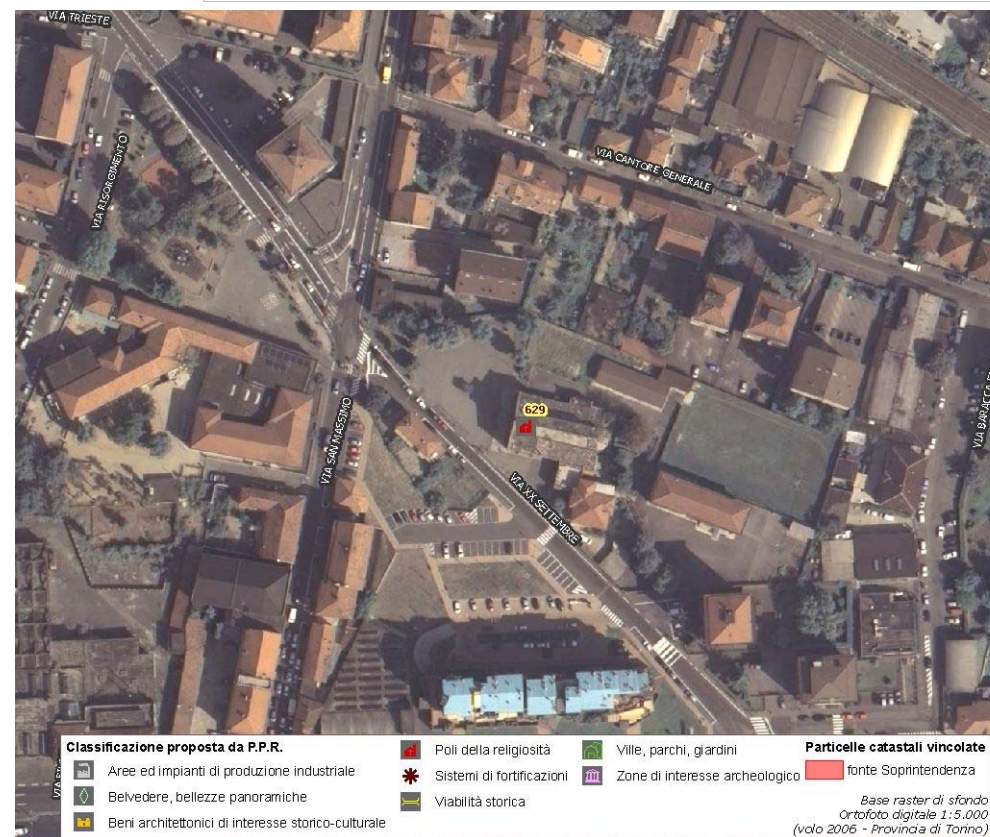 VIA TRIESTE
VIA RISORGIMENTO
VIA CANTORE GENERALE
629
VIA SAN MASSIMO
VIA XX SETTEMBRE
VIA BARACCA
VIA
Classificazione proposta da P.P.R.
Aree ed impianti di produzione industriale
Belvedere, bellezze panoramiche
Beni architettonici di interesse storico-culturale
Poli della religiosità
Sistemi di fortificazioni
Viabilità storica
Ville, parchi, giardini
Zone di interesse archeologico
Particelle catastali vincolate
fonte Soprintendenza
Base raster di sfondo
Ortofoto digitale 1:5.000
(volo 2006 - Provincia di Torino)